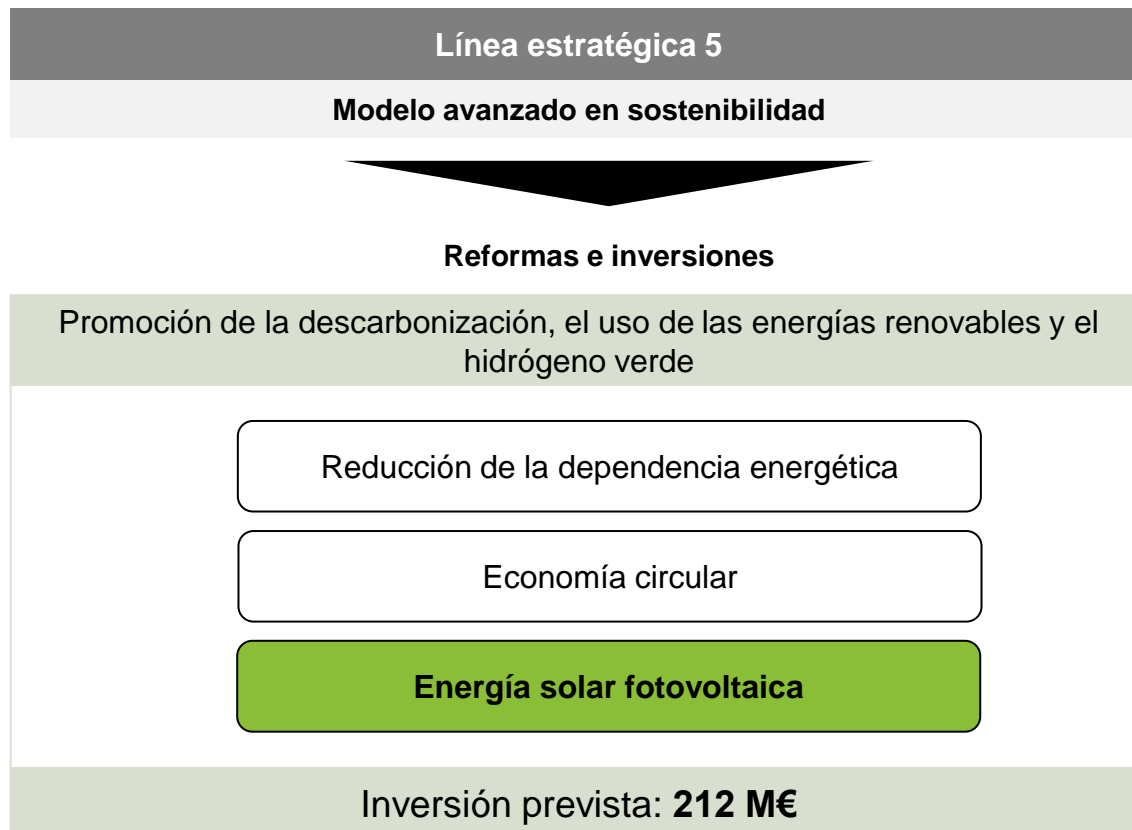 Línea estratégica 5
Modelo avanzado en sostenibilidad
Reformas e inversiones
Promoción de la descarbonización, el uso de las energías renovables y el
hidrógeno verde
Reducción de la dependencia energética
Economía circular
Energía solar fotovoltaica
Inversión prevista: 212 M€